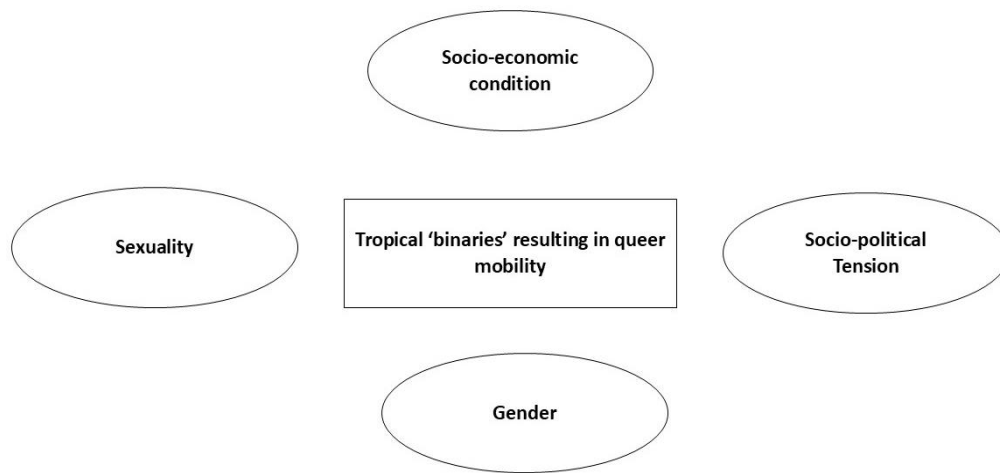 Socio-economic
condition
Sexuality
Tropical ‘binaries’ resulting in queer
mobility
Socio-political
Tension
Gender